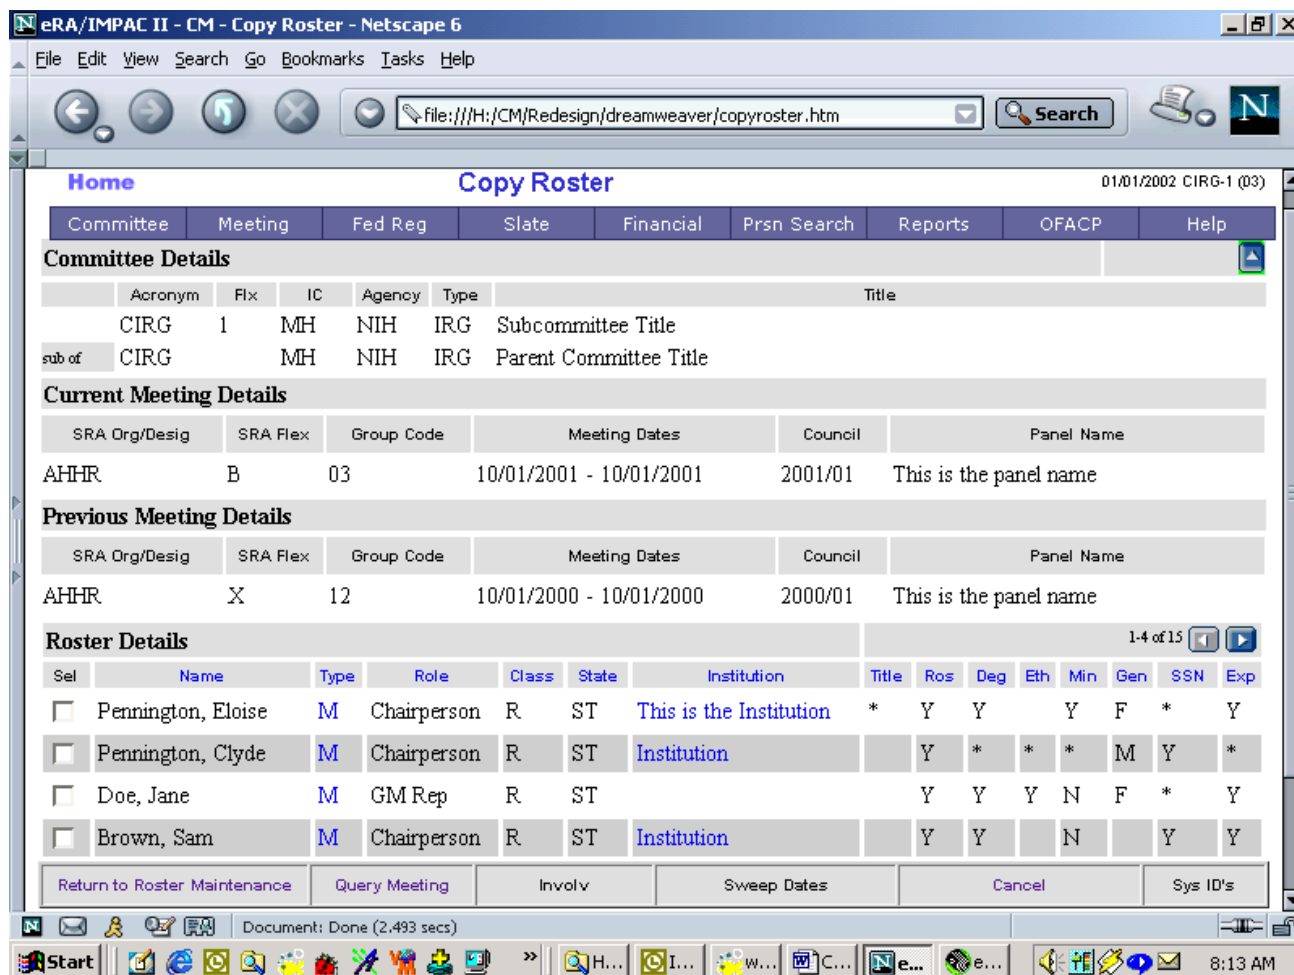 eRA/IMPAC II - CM - Copy Roster - Netscape 6
File Edit View Search Go Bookmarks Tasks Help
file:///H:/CM/Redesign/dreamweaver/copyroster.htm Search N
Home Copy Roster 01/01/2002 CIRG-1 (03)
Committee Meeting Fed Reg Slate Financial Prsn Search Reports OFACP Help
Committee Details
Acronym Flx IC Agency Type Title
CIRG 1 MH NIH IRG Subcommittee Title
sub of CIRG MH NIH IRG Parent Committee Title
Current Meeting Details
SRA Org/Desig SRA Flex Group Code Meeting Dates Council Panel Name
AHHR B 03 10/01/2001 - 10/01/2001 2001/01 This is the panel name
Previous Meeting Details
SRA Org/Desig SRA Flex Group Code Meeting Dates Council Panel Name
AHHR X 12 10/01/2000 - 10/01/2000 2000/01 This is the panel name
Roster Details 1-4 of 15
Sel Name Type Role Class State Institution Title Ros Deg Eth Min Gen SSN Exp
Pennington, Eloise M Chairperson R ST This is the Institution * Y Y Y F * Y
Pennington, Clyde M Chairperson R ST Institution Y * * * M Y *
Doe, Jane M GM Rep R ST Y Y Y N F * Y
Brown, Sam M Chairperson R ST Institution Y Y N Y Y
Return to Roster Maintenance Query Meeting Involv Sweep Dates Cancel Sys ID's
Document: Done (2.493 secs)
Start » H... I... w... C... e... e... 8:13 AM